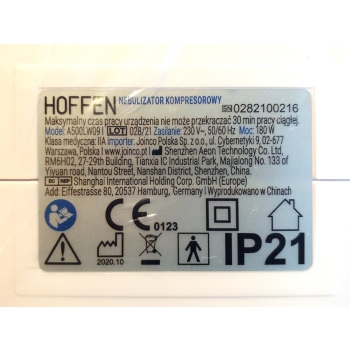 HOFFEN NEBULIZATOR KOMPRESOROWY SN 0282100216
Maksymalny czas pracy urządzenia nie może przekraczać 30 min pracy ciągłej.
Model: A500LW09 I LOT 028/21 Zasilanie: 230 V~, 50/60 Hz Moc: 180 W
Klasa medyczna: IIA Importer: Joinco Polska Sp. z o.o., ul. Cybernetyki 9, 02-677
Warszawa, Polska I www.joinco.pl I Shenzhen Aeon Technology Co. Ltd.
RM6H02, 27-29th Building, Tianxia IC Industrial Park, Majialong No. 133 of
Yiyuan road, Nantou Street, Nanshan District, Shenzhen, China.
EC REP Shanghai International Holding Corp. GmbH (Europe)
Add: Eiffestrasse 80, 20537 Hamburg, Germany I Wyprodukowano w Chinach
2020.10
CE 0123
IP21